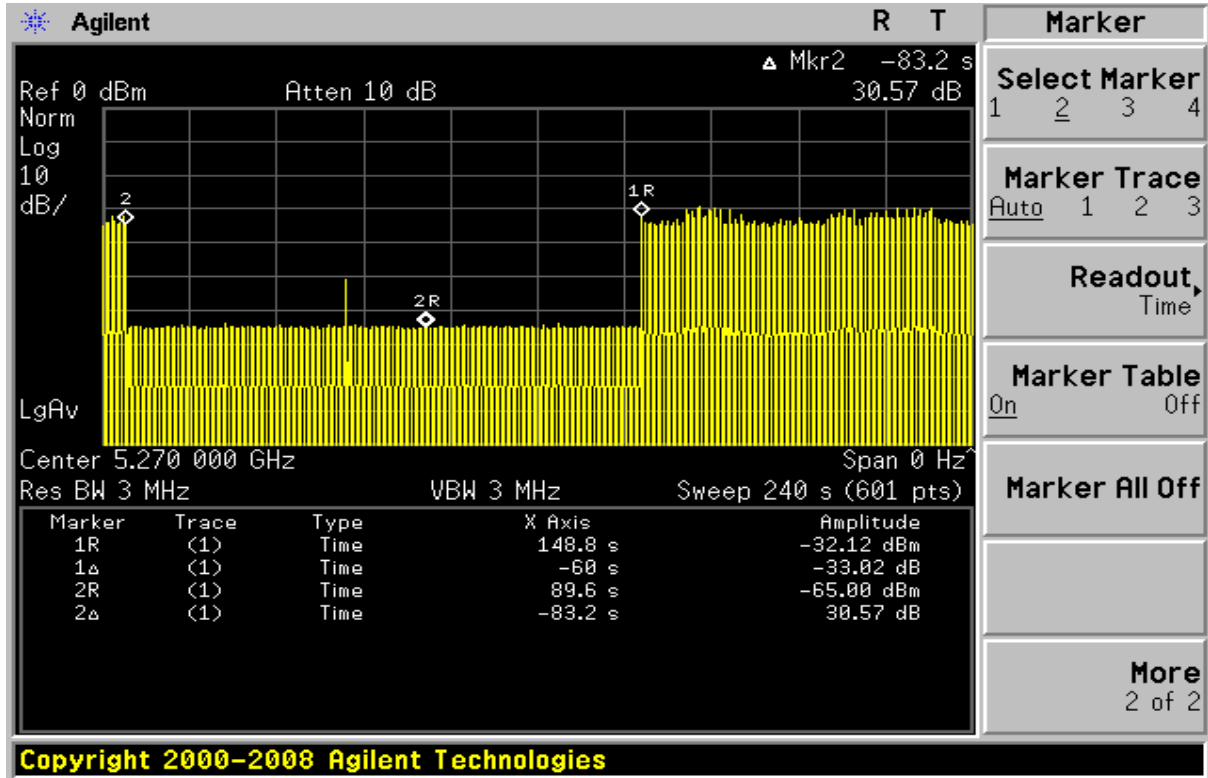 Agilent R T Marker
Δ Mkr2 -83.2 s
Ref 0 dBm Atten 10 dB 30.57 dB
Norm
Log
10
dB/
2
1R
2R
LgAv
Center 5.270 000 GHz Span 0 Hz^
Res BW 3 MHz VBW 3 MHz Sweep 240 s (601 pts)
Marker Trace Type X Axis Amplitude
1R (1) Time 148.8 s -32.12 dBm
1Δ (1) Time -60 s -33.02 dB
2R (1) Time 89.6 s -65.00 dBm
2Δ (1) Time -83.2 s 30.57 dB
Select Marker
1 2 3 4
Marker Trace
Auto 1 2 3
Readout
Time
Marker Table
On Off
Marker All Off
More
2 of 2
Copyright 2000-2008 Agilent Technologies